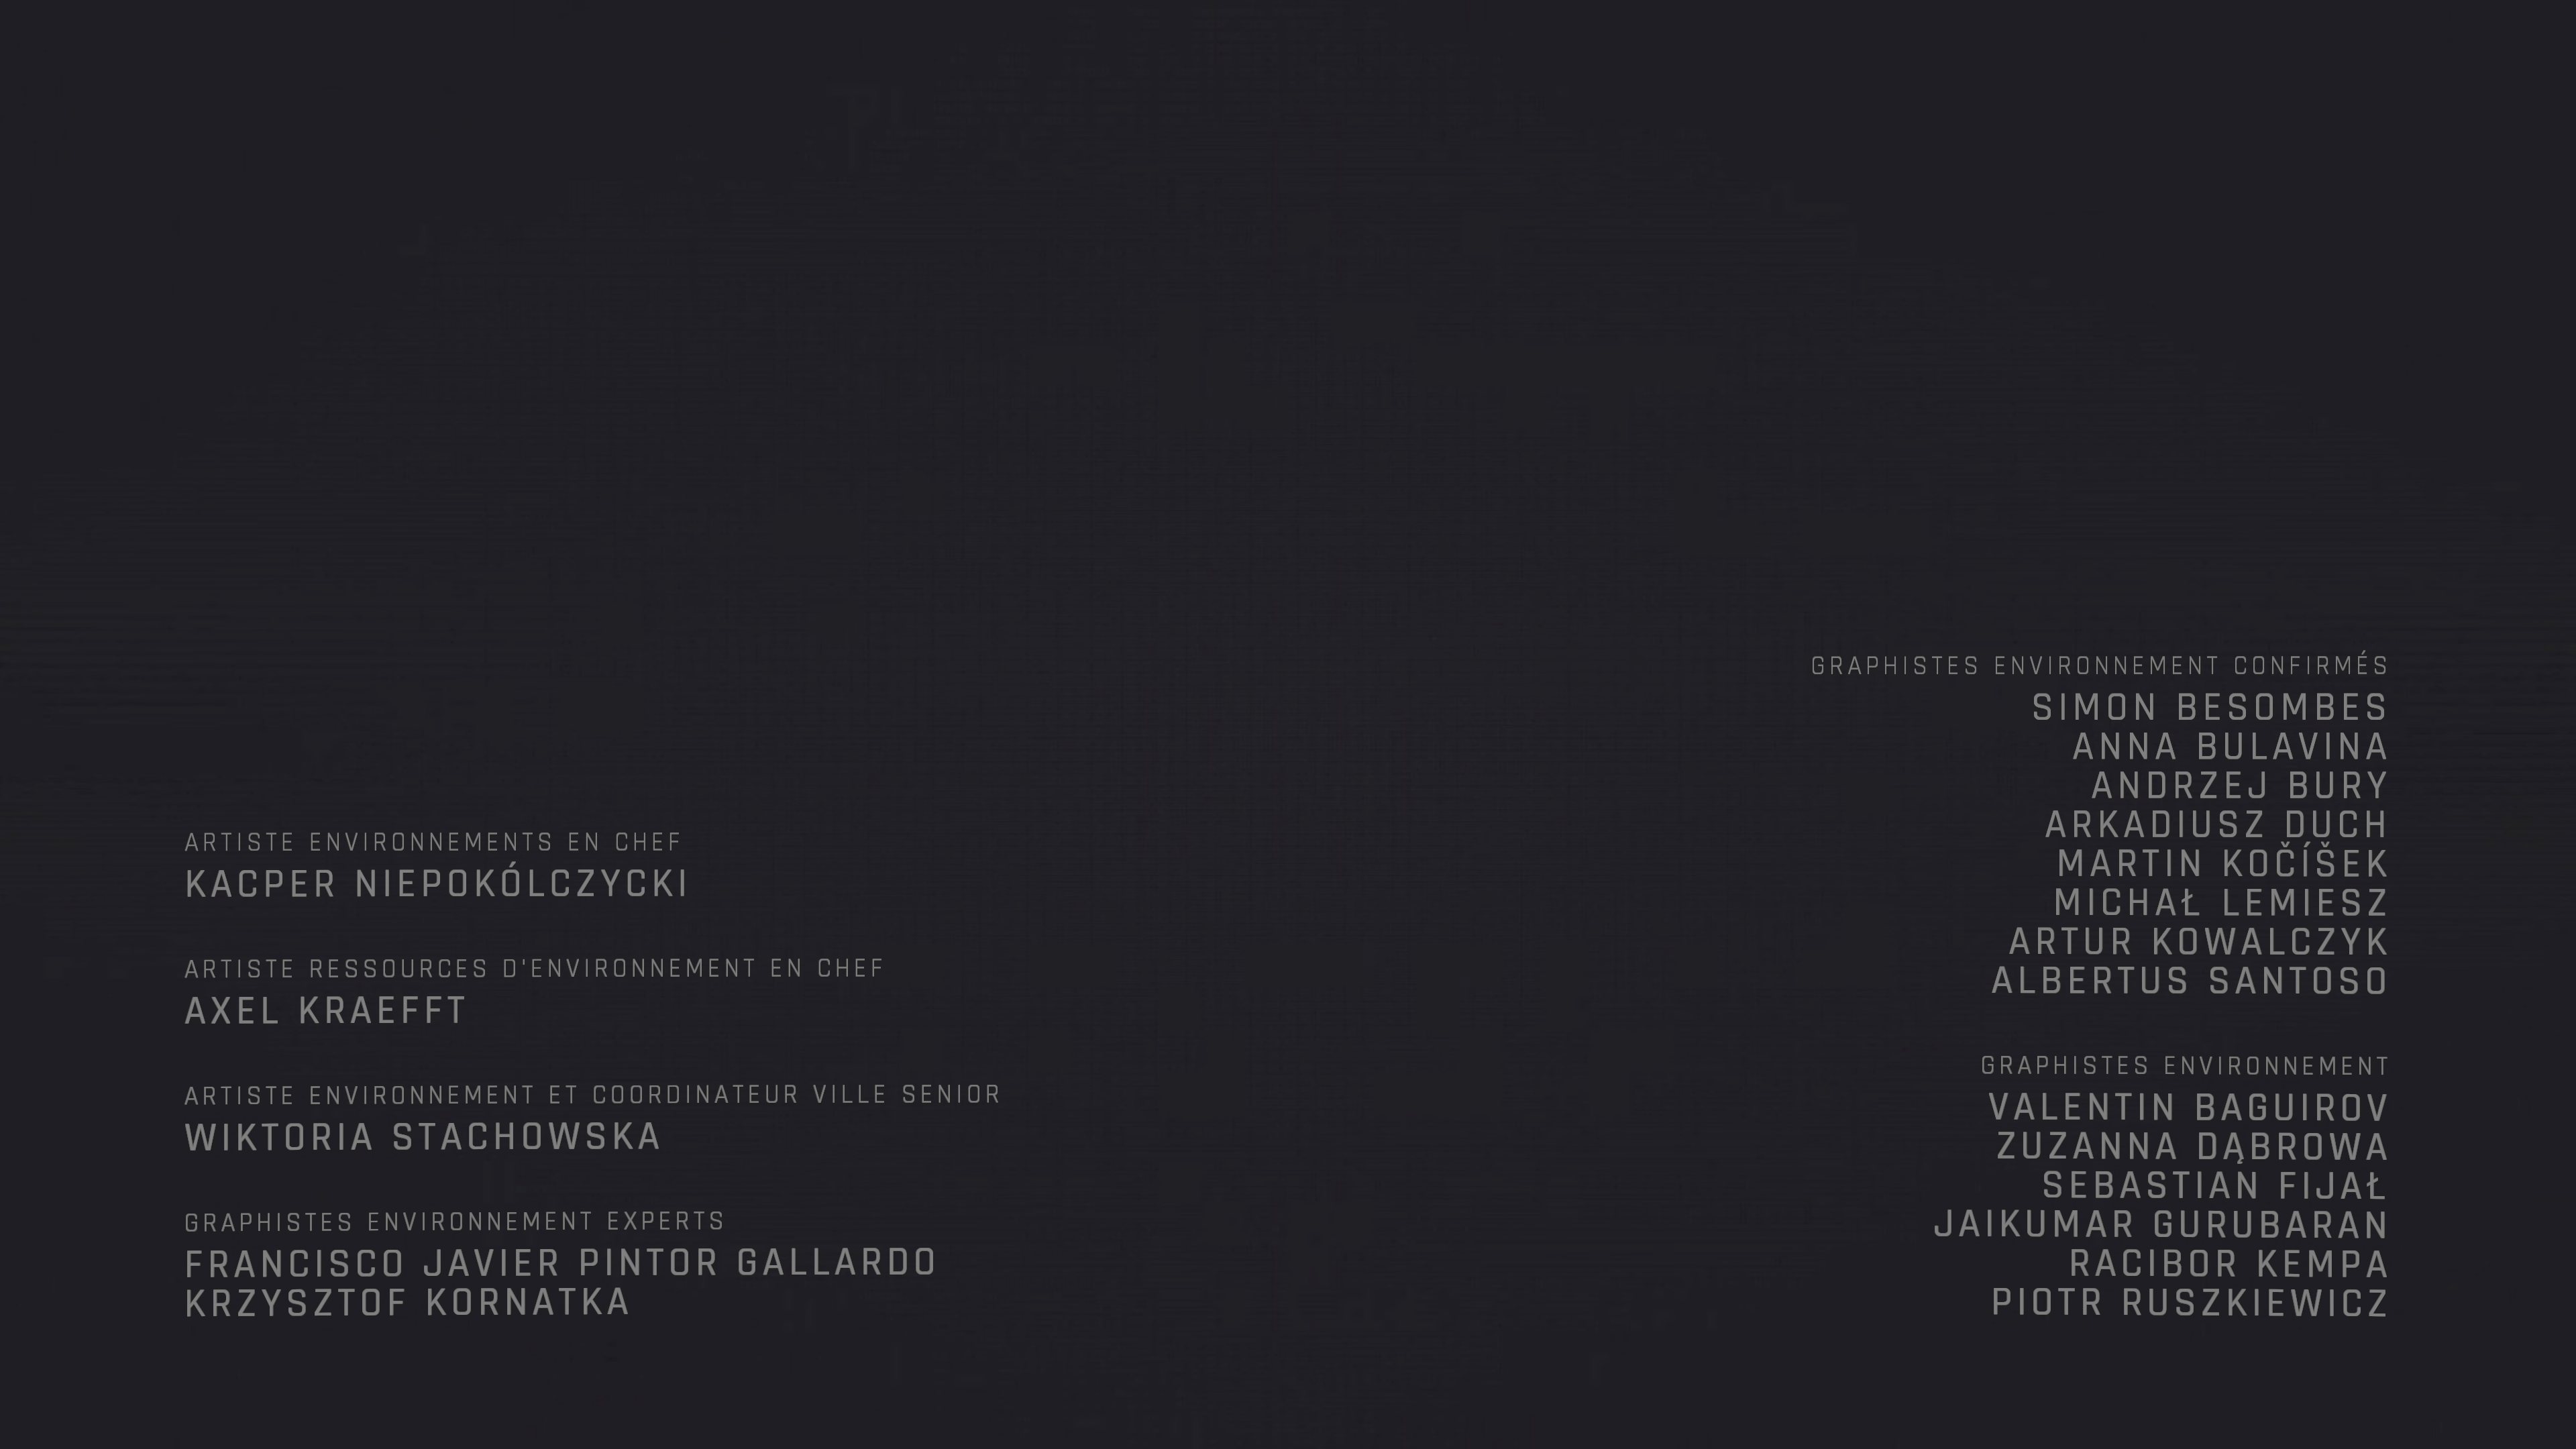 ARTISTE ENVIRONNEMENTS EN CHEF
KACPER NIEPOKÓLCZYCKI
ARTISTE RESSOURCES D'ENVIRONNEMENT EN CHEF
AXEL KRAEFFT
ARTISTE ENVIRONNEMENT ET COORDINATEUR VILLE SENIOR
WIKTORIA STACHOWSKA
GRAPHISTES ENVIRONNEMENT EXPERTS
FRANCISCO JAVIER PINTOR GALLARDO
KRZYSZTOF KORNATKA
GRAPHISTES ENVIRONNEMENT CONFIRMÉS
SIMON BESOMBES
ANNA BULAVINA
ANDRZEJ BURY
ARKADIUSZ DUCH
MARTIN KOČÍŠEK
MICHAŁ LEMIESZ
ARTUR KOWALCZYK
ALBERTUS SANTOSO
GRAPHISTES ENVIRONNEMENT
VALENTIN BAGUIROV
ZUZANNA DĄBROWA
SEBASTIAN FIJAŁ
JAIKUMAR GURUBARAN
RACIBOR KEMPA
PIOTR RUSZKIEWICZ